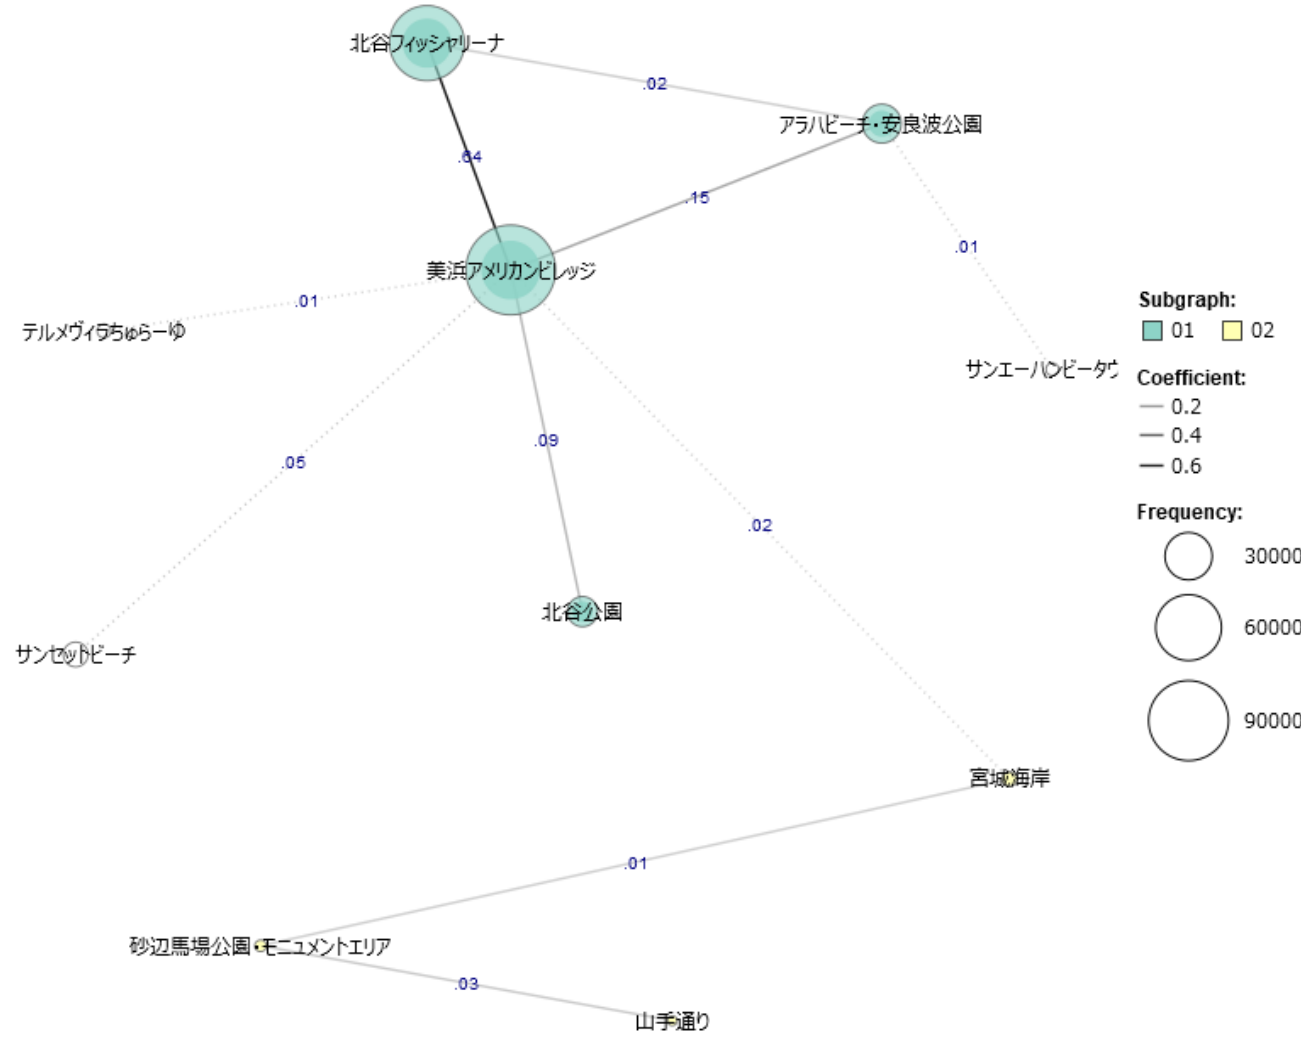 北谷フィッシャリーナ
.02
アラハビーチ・安良波公園
.64
.15
.01
美浜アメリカンビレッジ
.01
テルメヴィラちゅらーゆ
サンエーハンビータウ
.05
.09
.02
北谷公園
サンセットビーチ
宮城海岸
.01
砂辺馬場公園・モニュメントエリア
.03
山手通り
Subgraph:
01 02
Coefficient:
0.2
0.4
0.6
Frequency:
30000
60000
90000